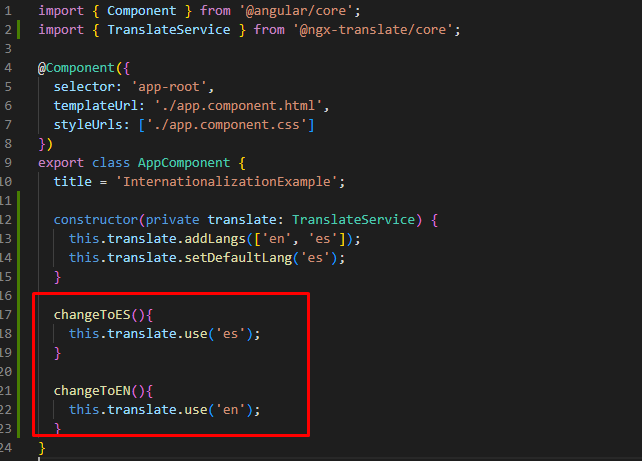 1 import { Component } from '@angular/core';
2 import { TranslateService } from '@ngx-translate/core';
3
4 @Component({
5 selector: 'app-root',
6 templateUrl: './app.component.html',
7 styleUrls: ['./app.component.css']
8 })
9 export class AppComponent {
10 title = 'InternationalizationExample';
11
12 constructor(private translate: TranslateService) {
13 this.translate.addLangs(['en', 'es']);
14 this.translate.setDefaultLang('es');
15 }
16
17 changeToES(){
18 this.translate.use('es');
19 }
20
21 changeToEN(){
22 this.translate.use('en');
23 }
24 }